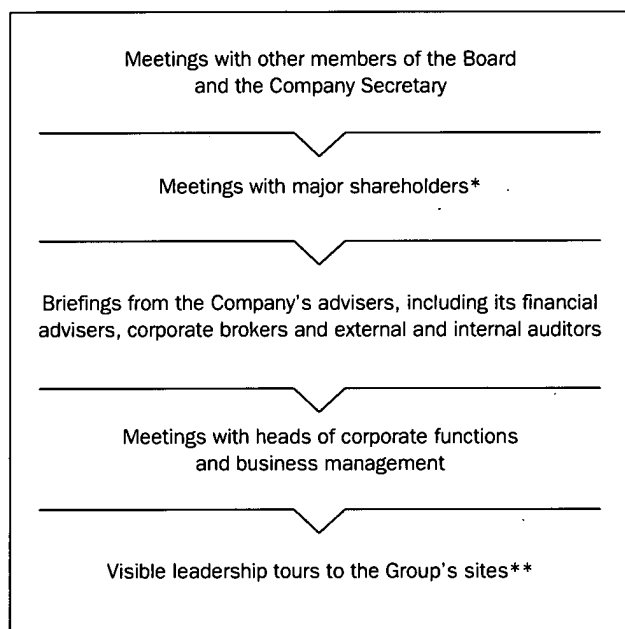 Meetings with other members of the Board
and the Company Secretary
Meetings with major shareholders*
Briefings from the Company's advisers, including its financial
advisers, corporate brokers and external and internal auditors
Meetings with heads of corporate functions
and business management
Visible leadership tours to the Group's sites**